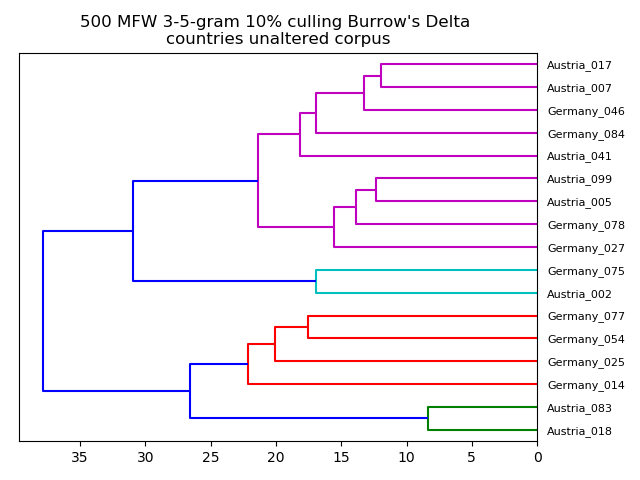 500 MFW 3-5-gram 10% culling Burrow's Delta
countries unaltered corpus
Austria_017
Austria_007
Germany_046
Germany_084
Austria_041
Austria_099
Austria_005
Germany_078
Germany_027
Germany_075
Austria_002
Germany_077
Germany_054
Germany_025
Germany_014
Austria_083
Austria_018
35 30 25 20 15 10 5 0